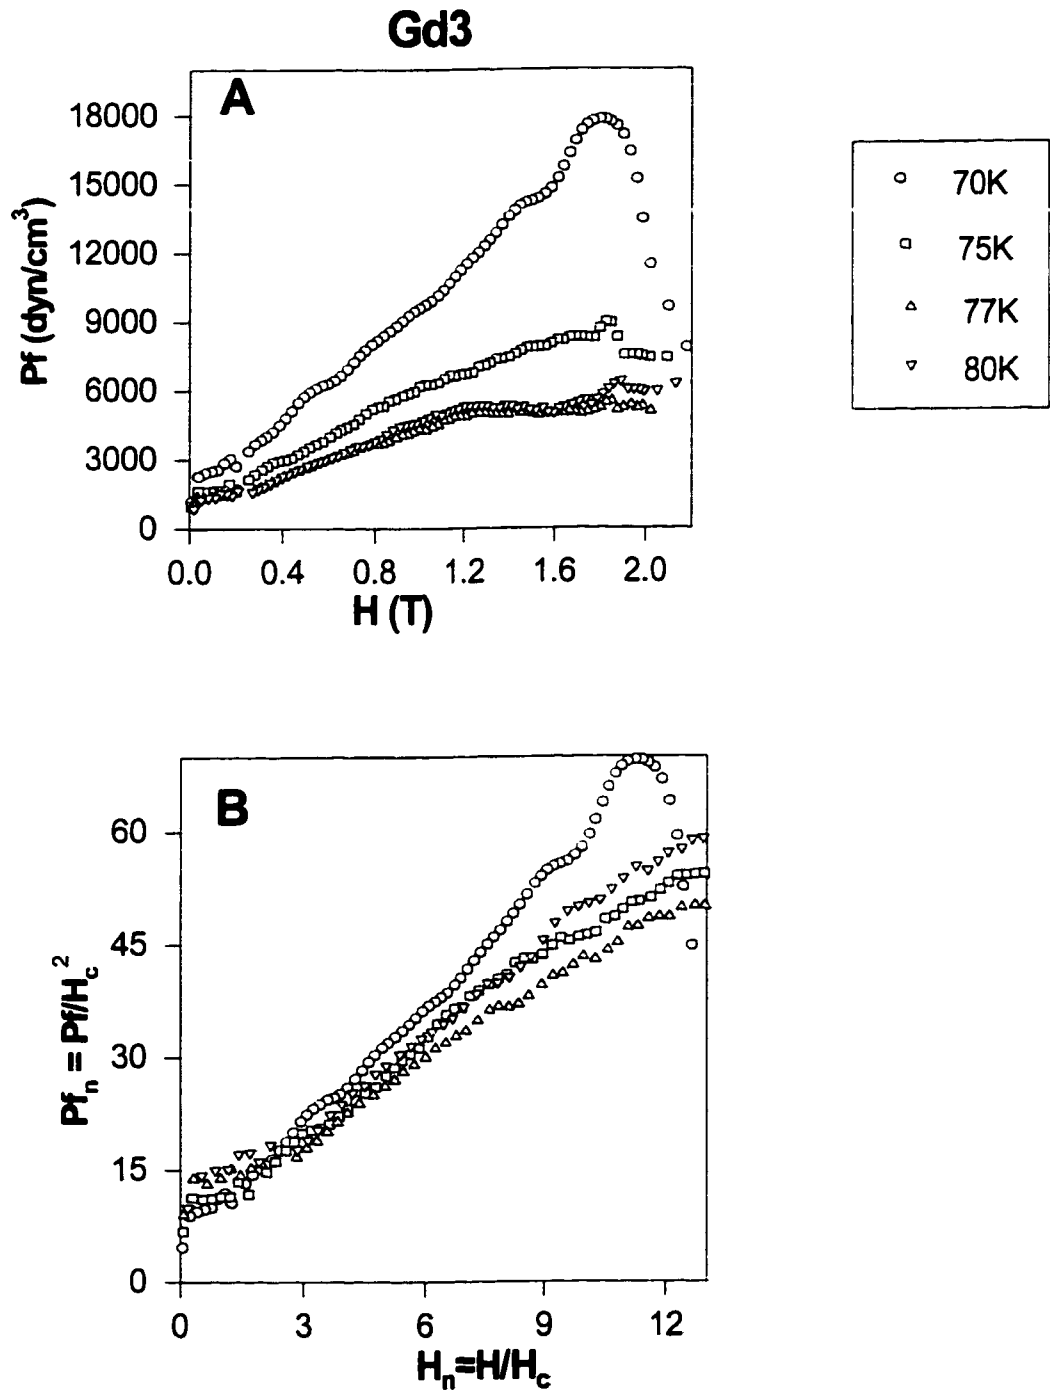 Gd3
A
18000
15000
12000
9000
6000
3000
0
Pf (dyn/cm³)
0.0 0.4 0.8 1.2 1.6 2.0
H (T)
70K
75K
77K
80K
B
60
45
30
15
0
Pfₙ = Pf/H_c²
0 3 6 9 12
Hₙ=H/H_c